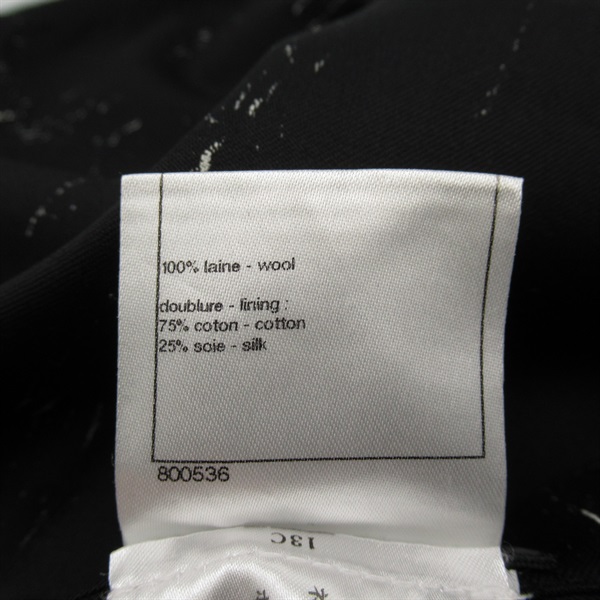 100% laine - wool
doublure - lining :
75% coton - cotton
25% soie - silk
800536
13C